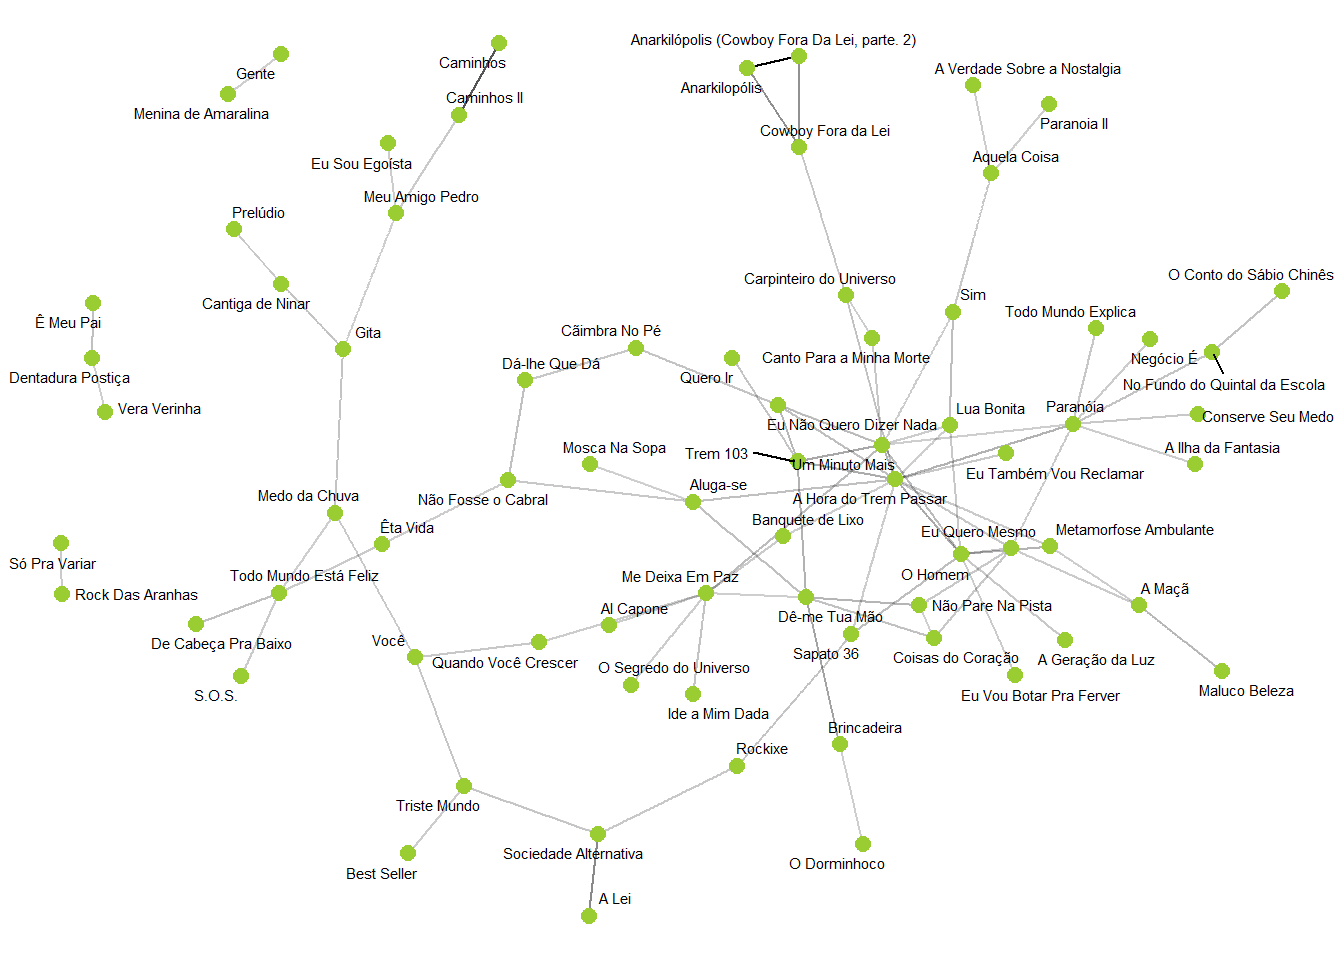 Anarkilópolis (Cowboy Fora Da Lei, parte. 2)
Caminhos
Gente
A Verdade Sobre a Nostalgia
Anarkilopólis
Caminhos II
Menina de Amaralina
Paranoia II
Cowboy Fora da Lei
Eu Sou Egoísta
Aquela Coisa
Meu Amigo Pedro
Prelúdio
O Conto do Sábio Chinês
Carpinteiro do Universo
Sim
Cantiga de Ninar
Todo Mundo Explica
Ê Meu Pai
Gita
Cãimbra No Pé
Canto Para a Minha Morte
Negócio É
Dá-lhe Que Dá
Dentadura Postiça
Quero Ir
No Fundo do Quintal da Escola
Vera Verinha
Lua Bonita
Paranóia
Conserve Seu Medo
Eu Não Quero Dizer Nada
Mosca Na Sopa
Trem 103
A Ilha da Fantasia
Um Minuto Mais
Eu Também Vou Reclamar
Aluga-se
Medo da Chuva
Não Fosse o Cabral
A Hora do Trem Passar
Banquete de Lixo
Êta Vida
Eu Quero Mesmo
Metamorfose Ambulante
Só Pra Variar
Todo Mundo Está Feliz
Me Deixa Em Paz
O Homem
A Maçã
Rock Das Aranhas
Al Capone
Não Pare Na Pista
Dê-me Tua Mão
De Cabeça Pra Baixo
Você
Sapato 36
Coisas do Coração
A Geração da Luz
Quando Você Crescer
O Segredo do Universo
S.O.S.
Eu Vou Botar Pra Ferver
Maluco Beleza
Ide a Mim Dada
Brincadeira
Rockixe
Triste Mundo
Sociedade Alternativa
O Dorminhoco
Best Seller
A Lei